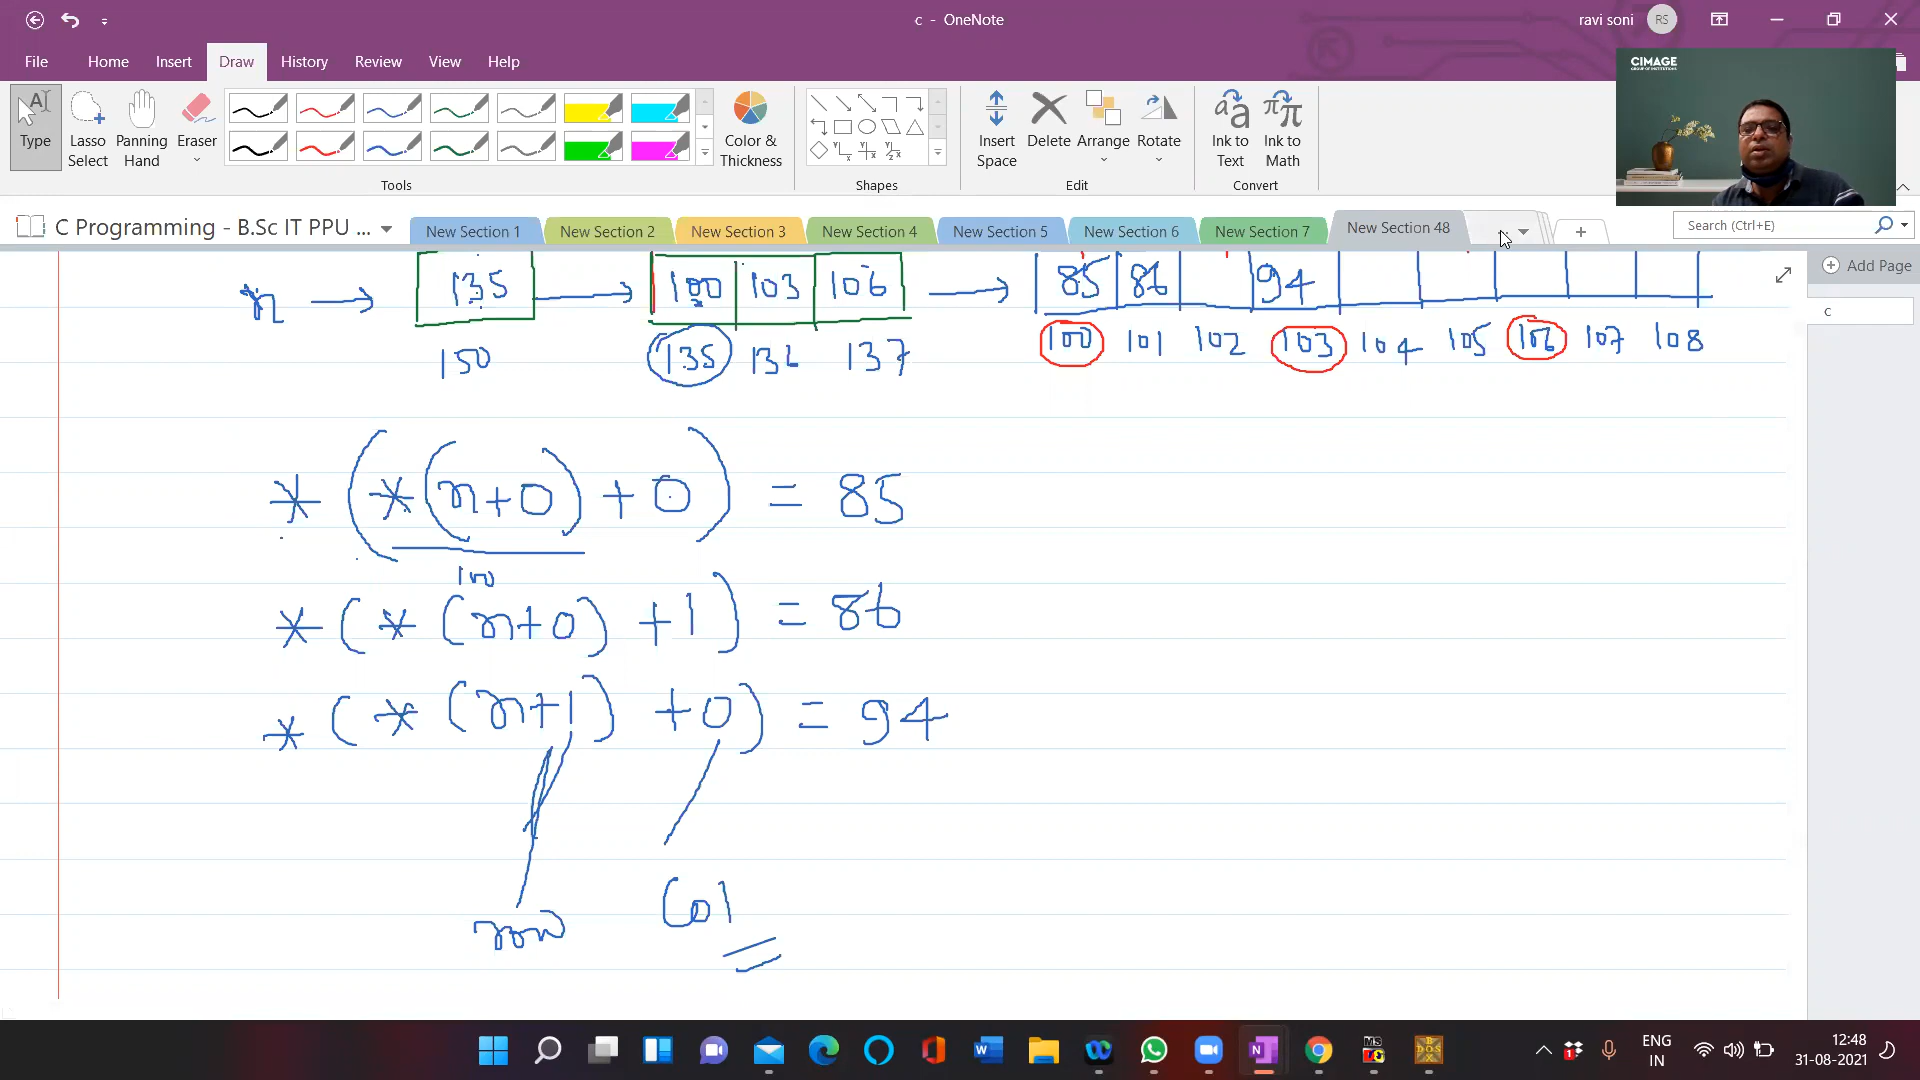 c - OneNote
ravi soni RS
File Home Insert Draw History Review View Help
CIMAGE
GROUP OF INSTITUTIONS
Type
Lasso Select
Panning Hand
Eraser
Color & Thickness
Insert Space
Delete
Arrange
Rotate
Ink to Text
Ink to Math
Tools Shapes Edit Convert
C Programming - B.Sc IT PPU ... New Section 1 New Section 2 New Section 3 New Section 4 New Section 5 New Section 6 New Section 7 New Section 48 ... Search (Ctrl+E)
Add Page
c
n → 135 → 100 103 106 → 85 86 94
150 135 136 137 100 101 102 103 104 105 106 107 108
* ( * (n+0) + 0 ) = 85
100
* ( * (n+0) + 1 ) = 86
* ( * (n+1) + 0 ) = 94
row Col
ENG IN
12:48
31-08-2021